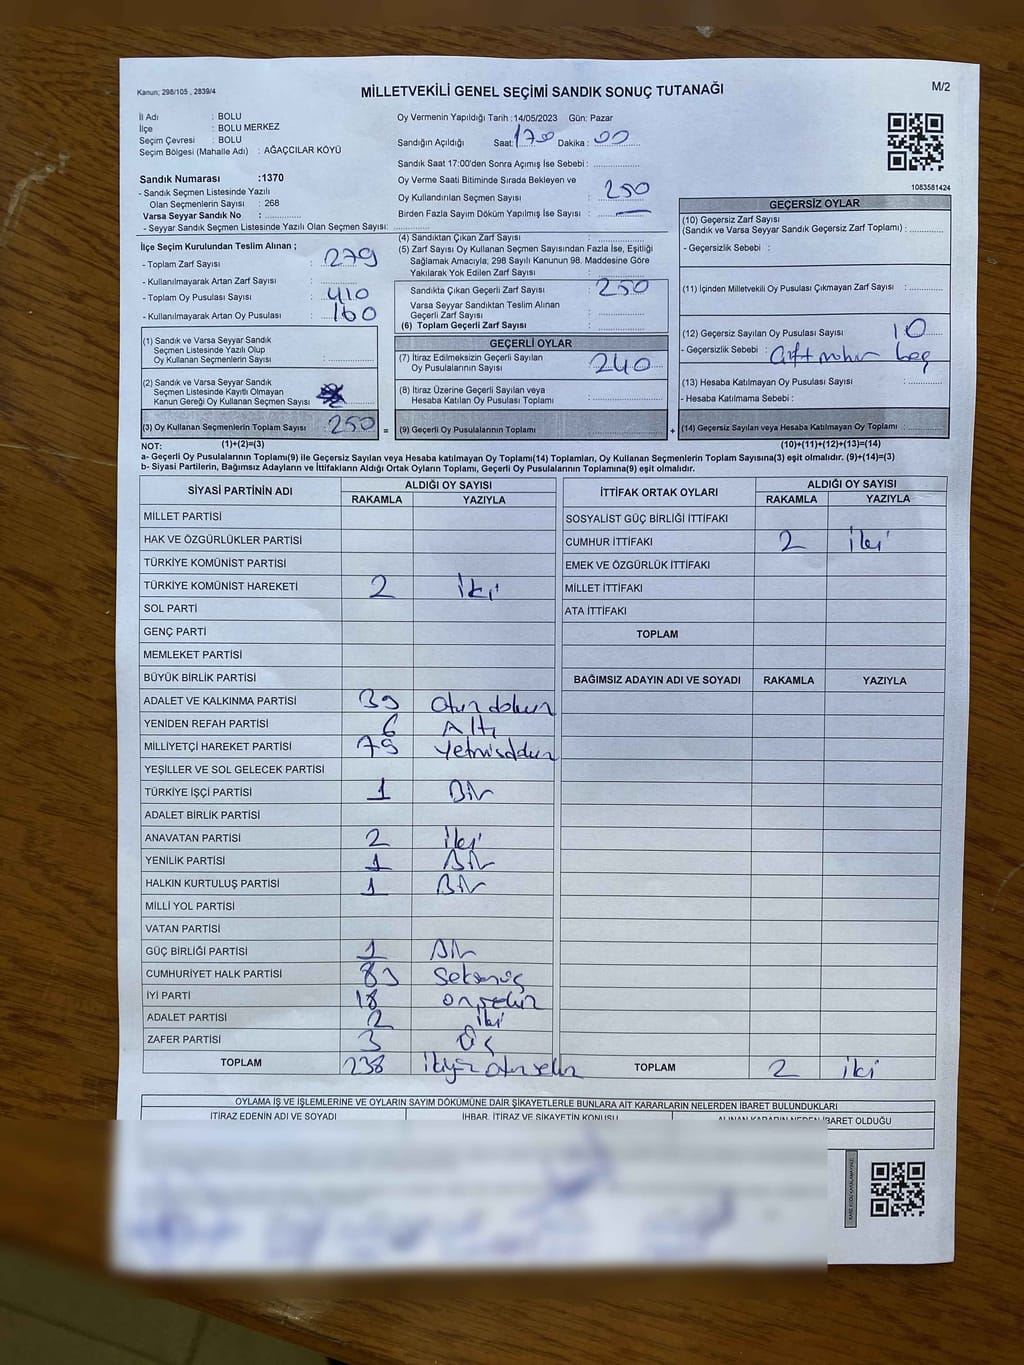 Kanun; 298/105 , 2839/4
MİLLETVEKİLİ GENEL SEÇİMİ SANDIK SONUÇ TUTANAĞI
M/2
İl Adı : BOLU
İlçe : BOLU MERKEZ
Seçim Çevresi : BOLU
Seçim Bölgesi (Mahalle Adı) : AĞAÇCILAR KÖYÜ
Sandık Numarası :1370
- Sandık Seçmen Listesinde Yazılı
Olan Seçmenlerin Sayısı : 268
Varsa Seyyar Sandık No : ..............
- Seyyar Sandık Seçmen Listesinde Yazılı Olan Seçmen Sayısı: ..............
Oy Vermenin Yapıldığı Tarih :14/05/2023 Gün: Pazar
Sandığın Açıldığı Saat: 1700 Dakika : 00
Sandık Saat 17:00'den Sonra Açımış İse Sebebi : ..............
Oy Verme Saati Bitiminde Sırada Bekleyen ve
Oy Kullandırılan Seçmen Sayısı : 250
Birden Fazla Sayım Döküm Yapılmış İse Sayısı : —
1083581424
İlçe Seçim Kurulundan Teslim Alınan ;
- Toplam Zarf Sayısı : 279
- Kullanılmayarak Artan Zarf Sayısı : ..............
- Toplam Oy Pusulası Sayısı : 410
- Kullanılmayarak Artan Oy Pusulası : 160
(1) Sandık ve Varsa Seyyar Sandık
Seçmen Listesinde Yazılı Olup
Oy Kullanan Seçmenlerin Sayısı : ..............
(2) Sandık ve Varsa Seyyar Sandık
Seçmen Listesinde Kayıtlı Olmayan
Kanun Gereği Oy Kullanan Seçmen Sayısı :
(3) Oy Kullanan Seçmenlerin Toplam Sayısı : 250 =
(4) Sandıktan Çıkan Zarf Sayısı : ..............
(5) Zarf Sayısı Oy Kullanan Seçmen Sayısından Fazla İse, Eşitliği
Sağlamak Amacıyla; 298 Sayılı Kanunun 98. Maddesine Göre
Yakılarak Yok Edilen Zarf Sayısı : ..............
Sandıkta Çıkan Geçerli Zarf Sayısı : 250
Varsa Seyyar Sandıktan Teslim Alınan
Geçerli Zarf Sayısı : ..............
(6) Toplam Geçerli Zarf Sayısı : ..............
GEÇERLİ OYLAR
(7) İtiraz Edilmeksizin Geçerli Sayılan
Oy Pusulalarının Sayısı : 240
(8) İtiraz Üzerine Geçerli Sayılan veya
Hesaba Katılan Oy Pusulası Toplamı : ..............
(9) Geçerli Oy Pusulalarının Toplamı : .............. +
GEÇERSİZ OYLAR
(10) Geçersiz Zarf Sayısı
(Sandık ve Varsa Seyyar Sandık Geçersiz Zarf Toplamı) : ..............
- Geçersizlik Sebebi :
(11) İçinden Milletvekili Oy Pusulası Çıkmayan Zarf Sayısı : ..............
(12) Geçersiz Sayılan Oy Pusulası Sayısı : 10
- Geçersizlik Sebebi : çift mühür boş
(13) Hesaba Katılmayan Oy Pusulası Sayısı : ..............
- Hesaba Katılmama Sebebi :
(14) Geçersiz Sayılan veya Hesaba Katılmayan Oy Toplamı : ..............
NOT: (1)+(2)=(3) (10)+(11)+(12)+(13)=(14)
a- Geçerli Oy Pusulasının Toplamı(9) ile Geçersiz Sayılan veya Hesaba katılmayan Oy Toplamı(14) Toplamları, Oy Kullanan Seçmenlerin Toplam Sayısına(3) eşit olmalıdır. (9)+(14)=(3)
b- Siyasi Partilerin, Bağımsız Adayların ve İttifakların Aldığı Ortak Oyların Toplamı, Geçerli Oy Pusulalarının Toplamına(9) eşit olmalıdır.
SİYASİ PARTİNİN ADI ALDIĞI OY SAYISI
RAKAMLA YAZIYLA
MİLLET PARTİSİ
HAK VE ÖZGÜRLÜKLER PARTİSİ
TÜRKİYE KOMÜNİST PARTİSİ
TÜRKİYE KOMÜNİST HAREKETİ 2 iki
SOL PARTİ
GENÇ PARTİ
MEMLEKET PARTİSİ
BÜYÜK BİRLİK PARTİSİ
ADALET VE KALKINMA PARTİSİ 39 otuz dokuz
YENİDEN REFAH PARTİSİ 6 Altı
MİLLİYETÇİ HAREKET PARTİSİ 79
YEŞİLLER VE SOL GELECEK PARTİSİ
TÜRKİYE İŞÇİ PARTİSİ 1 Bir
ADALET BİRLİK PARTİSİ
ANAVATAN PARTİSİ 2 iki
YENİLİK PARTİSİ 1 Bir
HALKIN KURTULUŞ PARTİSİ 1 Bir
MİLLİ YOL PARTİSİ
VATAN PARTİSİ
GÜÇ BİRLİĞİ PARTİSİ 1 Bir
CUMHURİYET HALK PARTİSİ 83 Seksenüç
İYİ PARTİ 18 onsekiz
ADALET PARTİSİ 2 iki
ZAFER PARTİSİ 3 Üç
TOPLAM 238 ikiyüz otuz sekiz
İTTİFAK ORTAK OYLARI ALDIĞI OY SAYISI
RAKAMLA YAZIYLA
SOSYALİST GÜÇ BİRLİĞİ İTTİFAKI
CUMHUR İTTİFAKI 2 iki
EMEK VE ÖZGÜRLÜK İTTİFAKI
MİLLET İTTİFAKI
ATA İTTİFAKI
TOPLAM
BAĞIMSIZ ADAYIN ADI VE SOYADI RAKAMLA YAZIYLA
TOPLAM 2 iki
OYLAMA İŞ VE İŞLEMLERİNE VE OYLARIN SAYIM DÖKÜMÜNE DAİR ŞİKAYETLERLE BUNLARA AİT KARARLARIN NELERDEN İBARET BULUNDUKLARI
İTİRAZ EDENİN ADI VE SOYADI İHBAR, İTİRAZ VE ŞİKAYETİN KONUSU ALINAN KARARIN NEDEN İBARET OLDUĞU